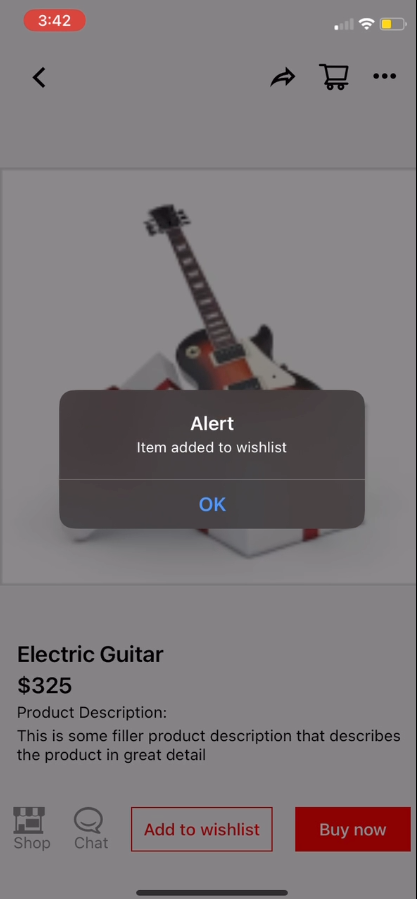 3:42
Alert
Item added to wishlist
OK
Electric Guitar
$325
Product Description:
This is some filler product description that describes
the product in great detail
Shop
Chat
Add to wishlist
Buy now